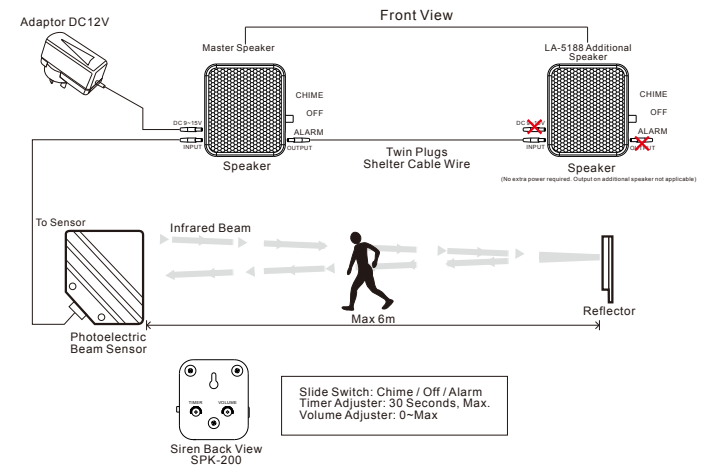 Front View
Adaptor DC12V
Master Speaker
LA-5188 Additional
Speaker
CHIME
OFF
ALARM
DC 9~15V
INPUT
OUTPUT
Speaker
Twin Plugs
Shelter Cable Wire
CHIME
OFF
ALARM
DC 9~15V
INPUT
OUTPUT
Speaker
(No extra power required. Output on additional speaker not applicable)
To Sensor
Infrared Beam
Max 6m
Reflector
Photoelectric
Beam Sensor
TIMER
VOLUME
Siren Back View
SPK-200
Slide Switch: Chime / Off / Alarm
Timer Adjuster: 30 Seconds, Max.
Volume Adjuster: 0~Max